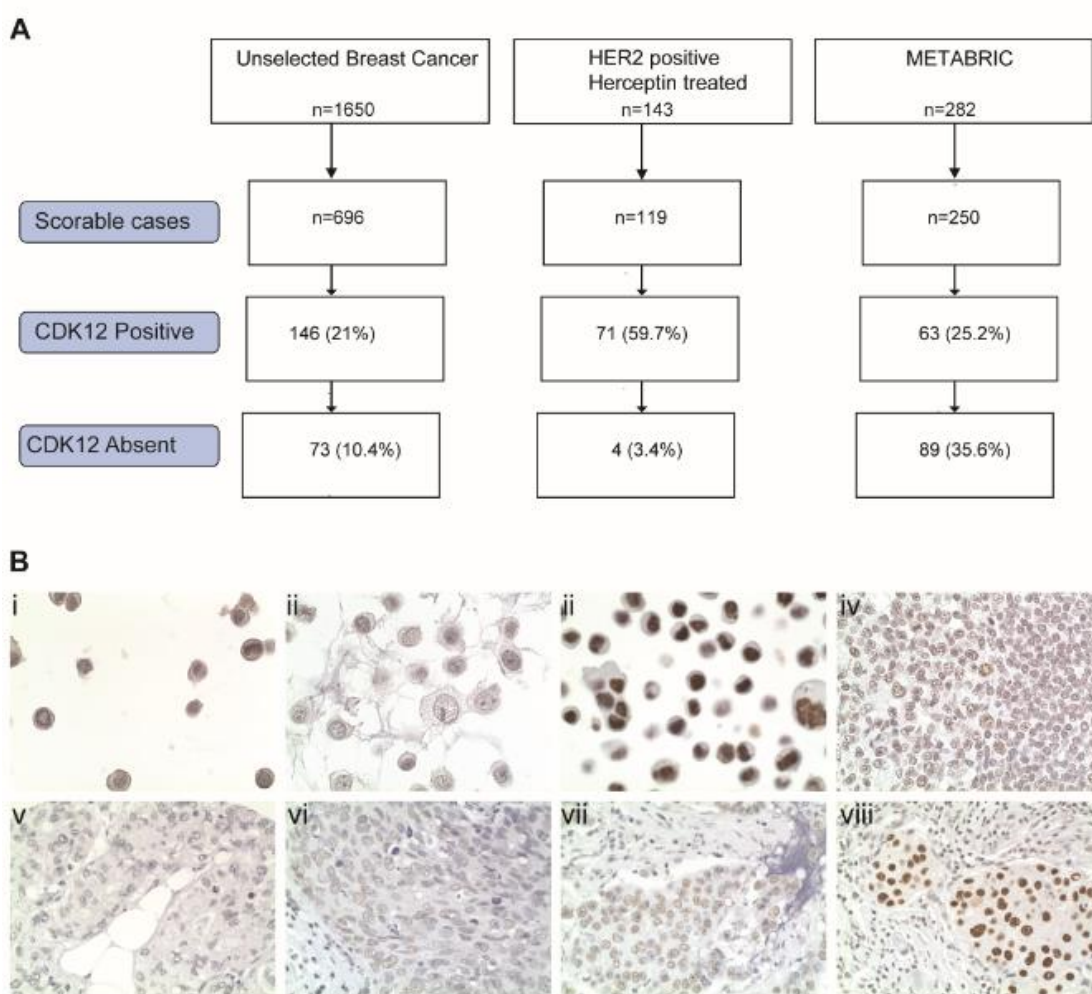 A
Unselected Breast Cancer
n=1650
HER2 positive
Herceptin treated
n=143
METABRIC
n=282
Scorable cases
n=696
n=119
n=250
CDK12 Positive
146 (21%)
71 (59.7%)
63 (25.2%)
CDK12 Absent
73 (10.4%)
4 (3.4%)
89 (35.6%)
B
i
ii
ii
iv
v
vi
vii
viii